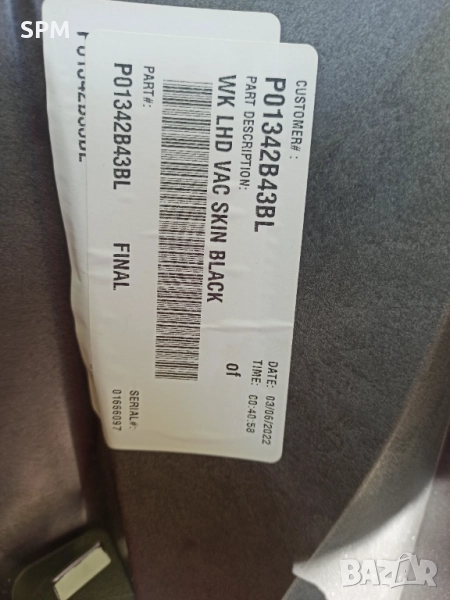 SPM
CUSTOMER# :
P01342B43BL
PART DESCRIPTION:
WK LHD VAC SKIN BLACK
of
DATE: 03/06/2022
TIME: 00:40:58
PART#:
P01342B43BL FINAL
SERIAL#:
01666097
BAZAR